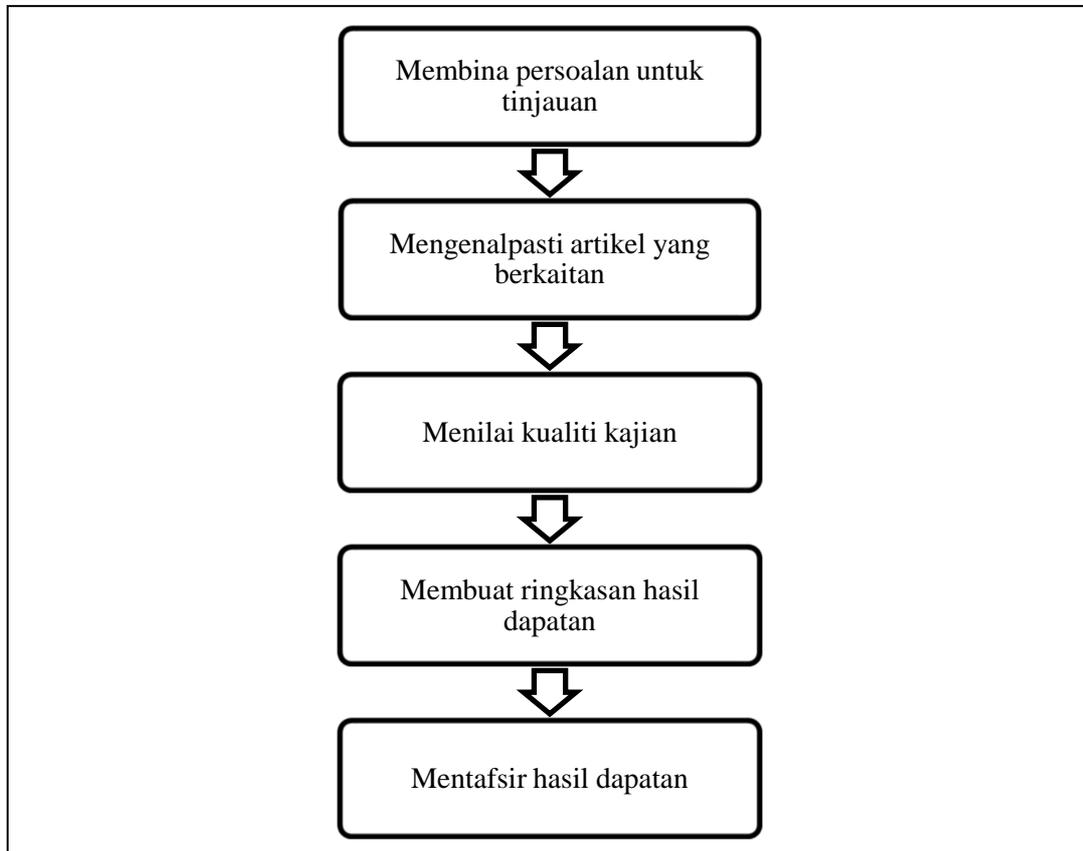 Membina persoalan untuk
tinjauan
Mengenalpasti artikel yang
berkaitan
Menilai kualiti kajian
Membuat ringkasan hasil
dapatan
Mentafsir hasil dapatan